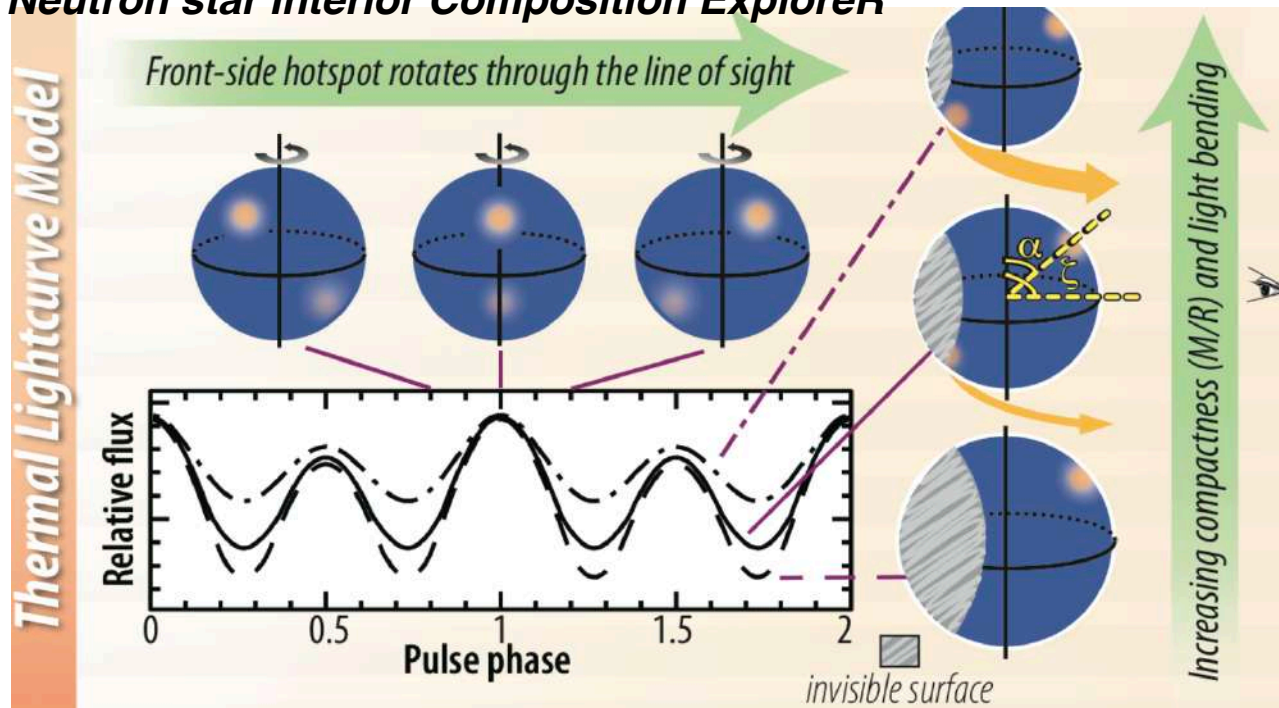 Neutron star Interior Composition ExploreR
Thermal Lightcurve Model
Front-side hotspot rotates through the line of sight
Increasing compactness (M/R) and light bending
α
ζ
Relative flux
0
0.5
1
1.5
2
Pulse phase
invisible surface